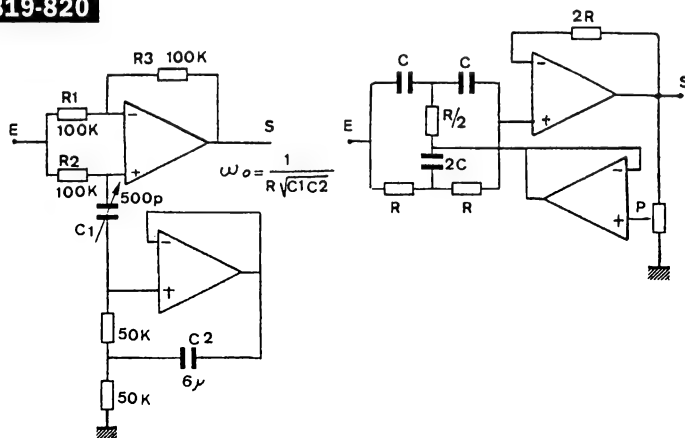 819-820
R3 100K
R1
100K
E
R2
100K
S
500p
C1
ω₀ = 1 / R√C1C2
50K
C2
6μ
50K
2R
C
C
E
R/2
2C
R
R
S
P